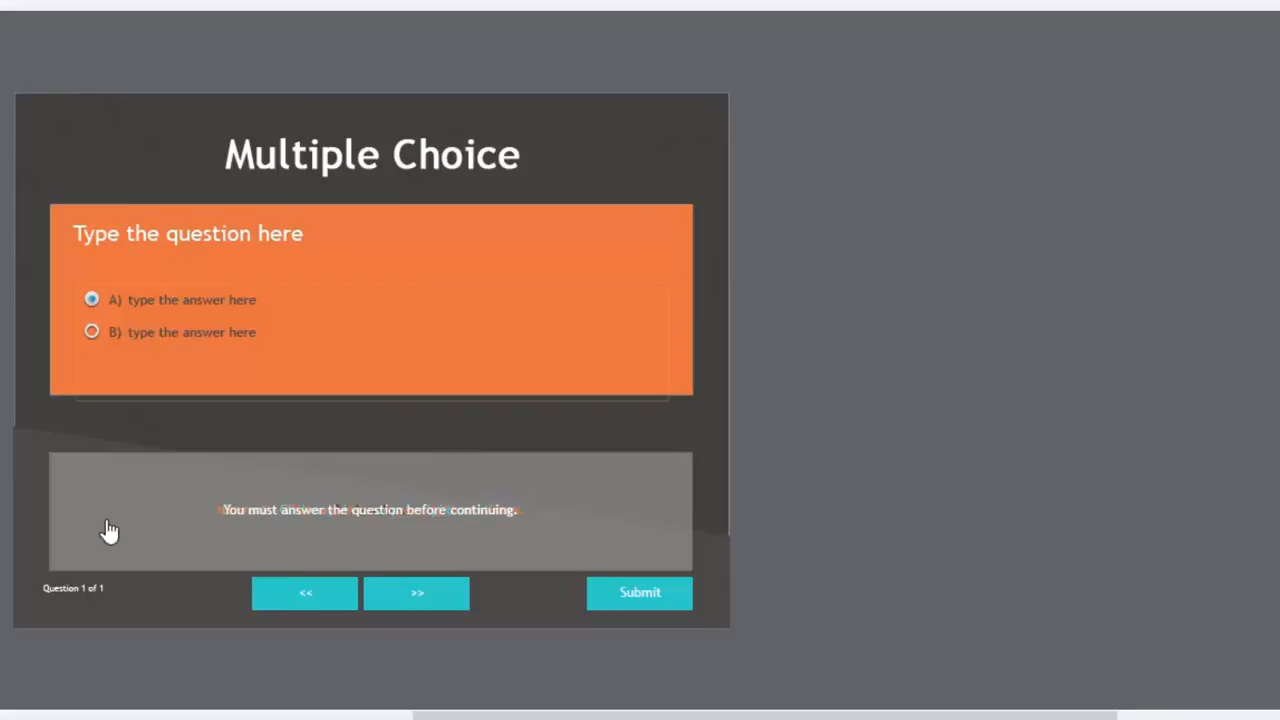 Multiple Choice
Type the question here
A) type the answer here
B) type the answer here
You must answer the question before continuing.
Question 1 of 1
<<
>>
Submit